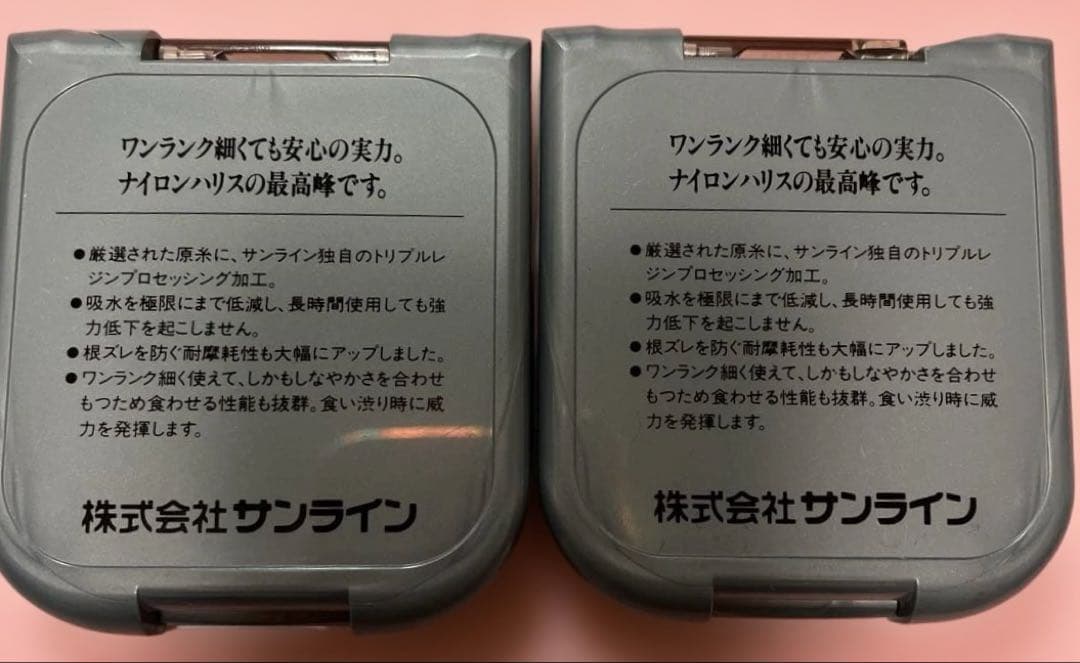 ワンランク細くても安心の実力。
ナイロンハリスの最高峰です。
●厳選された原糸に、サンライン独自のトリプルレ
ジンプロセッシング加工。
●吸水を極限にまで低減し、長時間使用しても強
力低下を起こしません。
●根ズレを防ぐ耐摩耗性も大幅にアップしました。
●ワンランク細く使えて、しかもしなやかさを合わせ
もつため食わせる性能も抜群。食い渋り時に威
力を発揮します。
株式会社サンライン
ワンランク細くても安心の実力。
ナイロンハリスの最高峰です。
●厳選された原糸に、サンライン独自のトリプルレ
ジンプロセッシング加工。
●吸水を極限にまで低減し、長時間使用しても強
力低下を起こしません。
●根ズレを防ぐ耐摩耗性も大幅にアップしました。
●ワンランク細く使えて、しかもしなやかさを合わせ
もつため食わせる性能も抜群。食い渋り時に威
力を発揮します。
株式会社サンライン